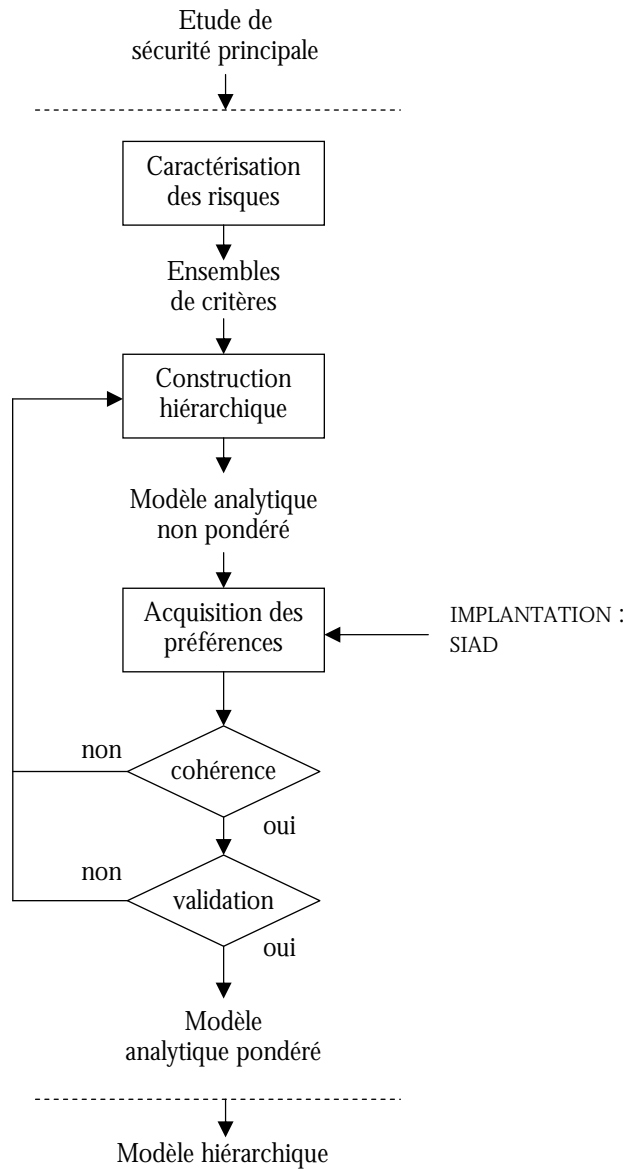 Etude de
sécurité principale
Caractérisation
des risques
Ensembles
de critères
Construction
hiérarchique
Modèle analytique
non pondéré
Acquisition des
préférences
IMPLANTATION :
SIAD
non
cohérence
oui
non
validation
oui
Modèle
analytique pondéré
Modèle hiérarchique